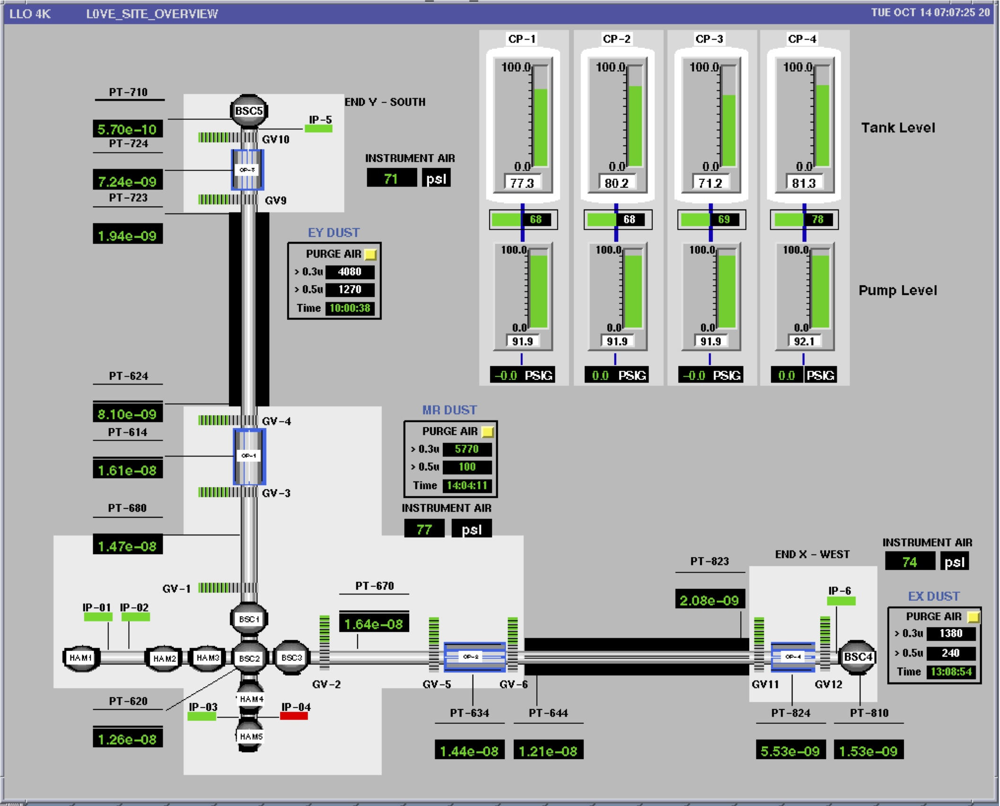 LLO 4K L0VE_SITE_OVERVIEW TUE OCT 14 07:07:25 20
CP-1 CP-2 CP-3 CP-4
100.0 100.0 100.0 100.0
Tank Level
0.0 0.0 0.0 0.0
77.3 80.2 71.2 81.3
68 68 69 78
100.0 100.0 100.0 100.0
Pump Level
0.0 0.0 0.0 0.0
91.9 91.9 91.9 92.1
-0.0 PSIG 0.0 PSIG -0.0 PSIG 0.0 PSIG
PT-710
5.70e-10
PT-724
7.24e-09
PT-723
1.94e-09
BSC5
END Y - SOUTH
IP-5
GV10
GV9
INSTRUMENT AIR
71 psi
EY DUST
PURGE AIR
> 0.3u 4080
> 0.5u 1270
Time 10:00:38
PT-624
8.10e-09
PT-614
1.61e-08
PT-680
1.47e-08
GV-4
CP-1
GV-3
GV-1
MR DUST
PURGE AIR
> 0.3u 5770
> 0.5u 100
Time 14:04:11
INSTRUMENT AIR
77 psi
IP-01 IP-02
BSC1
HAM1 HAM2 HAM3 BSC2 BSC3
GV-2
PT-670
1.64e-08
GV-5
CP-2
GV-6
PT-620
1.26e-08
HAM4
IP-03 IP-04
HAM5
PT-634 PT-644
1.44e-08 1.21e-08
PT-823
2.08e-09
END X - WEST
INSTRUMENT AIR
74 psi
IP-6
CP-4
BSC4
GV11 GV12
EX DUST
PURGE AIR
> 0.3u 1380
> 0.5u 240
Time 13:08:54
PT-824 PT-810
5.53e-09 1.53e-09